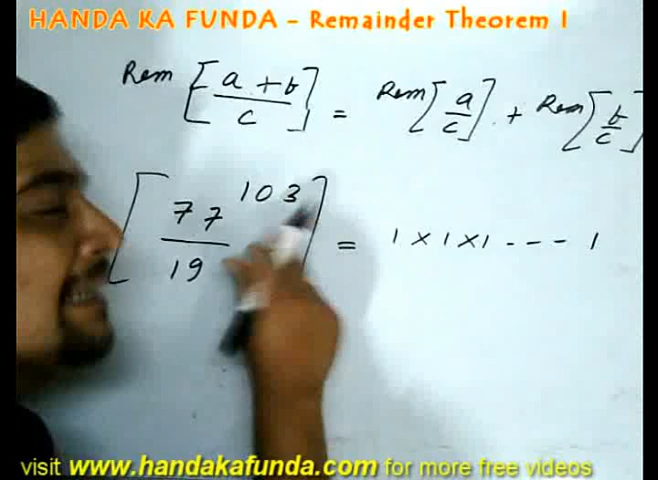 HANDA KA FUNDA - Remainder Theorem 1
Rem [a + b / c] = Rem [a / c] + Rem [b / c]
[77^103 / 19] = 1 × 1 × 1 - - - - 1
visit www.handakafunda.com for more free videos